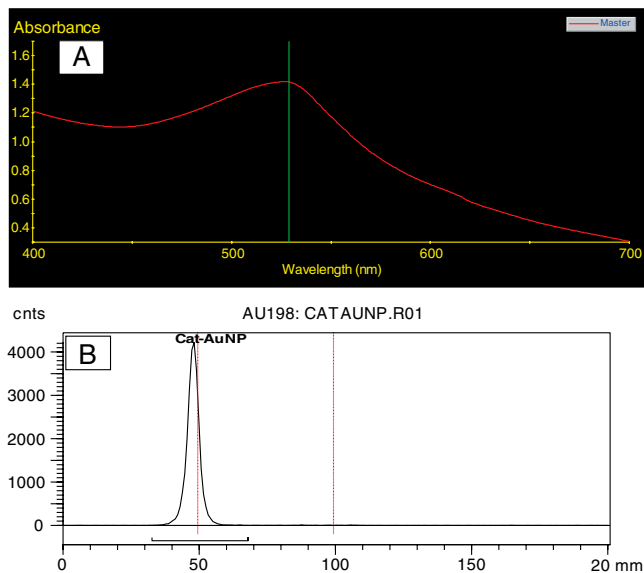 Absorbance
Master
A
1.6
1.4
1.2
1.0
0.8
0.6
0.4
400 500 600 700
Wavelength (nm)
cnts AU198: CATAUNP.R01
B Cat-AuNP
4000
3000
2000
1000
0
0 50 100 150 20 mm